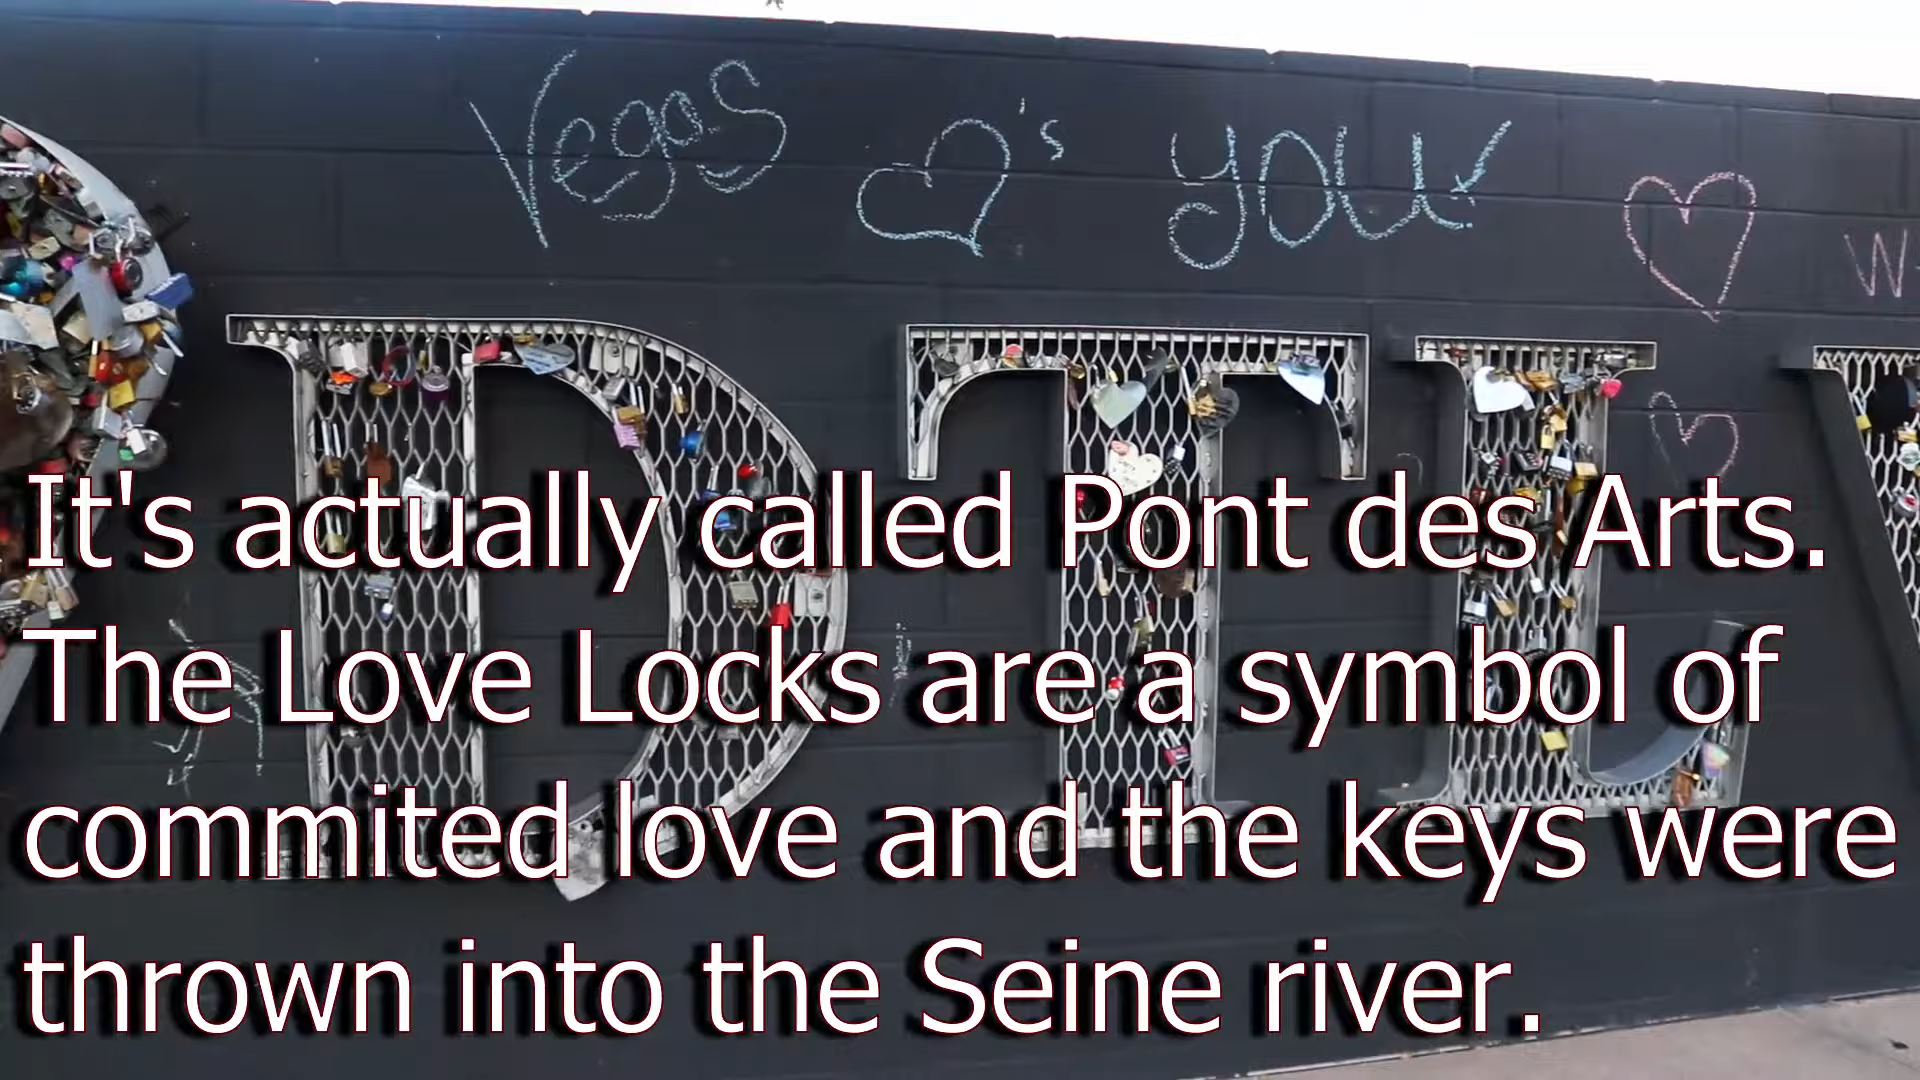 Vegas ♡'s you!
W
DTLV
It's actually called Pont des Arts.
The Love Locks are a symbol of
commited love and the keys were
thrown into the Seine river.